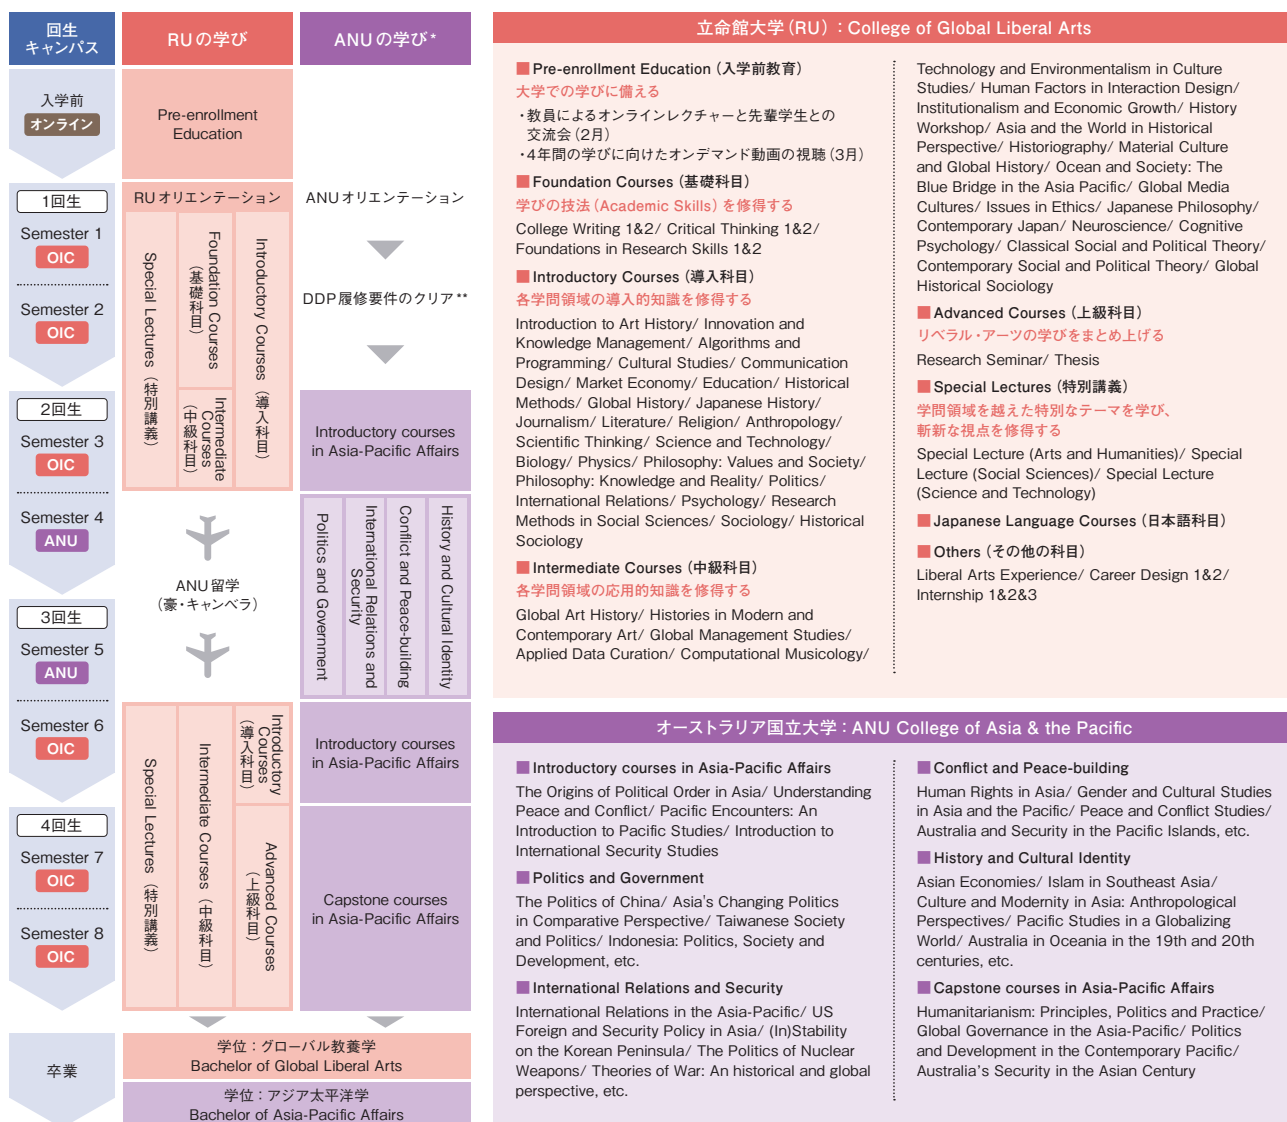 回生
キャンパス
RUの学び
ANUの学び*
入学前
オンライン
Pre-enrollment
Education
1回生
RUオリエンテーション
ANUオリエンテーション
Semester 1
OIC
Semester 2
OIC
Special Lectures（特別講義）
Foundation Courses
（基礎科目）
Introductory Courses（導入科目）
Intermediate
Courses
（中級科目）
DDP履修要件のクリア**
2回生
Semester 3
OIC
Introductory courses
in Asia-Pacific Affairs
Semester 4
ANU
ANU留学
（豪・キャンベラ）
Politics and Government
International Relations and
Security
Conflict and Peace-building
History and Cultural Identity
3回生
Semester 5
ANU
Semester 6
OIC
Special Lectures（特別講義）
Intermediate Courses（中級科目）
Introductory
Courses
（導入科目）
Introductory courses
in Asia-Pacific Affairs
4回生
Semester 7
OIC
Semester 8
OIC
Advanced Courses
（上級科目）
Capstone courses
in Asia-Pacific Affairs
卒業
学位：グローバル教養学
Bachelor of Global Liberal Arts
学位：アジア太平洋学
Bachelor of Asia-Pacific Affairs
立命館大学（RU）：College of Global Liberal Arts
■Pre-enrollment Education（入学前教育）
大学での学びに備える
・教員によるオンラインレクチャーと先輩学生との
交流会（2月）
・4年間の学びに向けたオンデマンド動画の視聴（3月）
■Foundation Courses（基礎科目）
学びの技法（Academic Skills）を修得する
College Writing 1&2/ Critical Thinking 1&2/
Foundations in Research Skills 1&2
■Introductory Courses（導入科目）
各学問領域の導入的知識を修得する
Introduction to Art History/ Innovation and
Knowledge Management/ Algorithms and
Programming/ Cultural Studies/ Communication
Design/ Market Economy/ Education/ Historical
Methods/ Global History/ Japanese History/
Journalism/ Literature/ Religion/ Anthropology/
Scientific Thinking/ Science and Technology/
Biology/ Physics/ Philosophy: Values and Society/
Philosophy: Knowledge and Reality/ Politics/
International Relations/ Psychology/ Research
Methods in Social Sciences/ Sociology/ Historical
Sociology
■Intermediate Courses（中級科目）
各学問領域の応用的知識を修得する
Global Art History/ Histories in Modern and
Contemporary Art/ Global Management Studies/
Applied Data Curation/ Computational Musicology/
Technology and Environmentalism in Culture
Studies/ Human Factors in Interaction Design/
Institutionalism and Economic Growth/ History
Workshop/ Asia and the World in Historical
Perspective/ Historiography/ Material Culture
and Global History/ Ocean and Society: The
Blue Bridge in the Asia Pacific/ Global Media
Cultures/ Issues in Ethics/ Japanese Philosophy/
Contemporary Japan/ Neuroscience/ Cognitive
Psychology/ Classical Social and Political Theory/
Contemporary Social and Political Theory/ Global
Historical Sociology
■Advanced Courses（上級科目）
リベラル・アーツの学びをまとめ上げる
Research Seminar/ Thesis
■Special Lectures（特別講義）
学問領域を越えた特別なテーマを学び、
斬新な視点を修得する
Special Lecture (Arts and Humanities)/ Special
Lecture (Social Sciences)/ Special Lecture
(Science and Technology)
■Japanese Language Courses（日本語科目）
■Others（その他の科目）
Liberal Arts Experience/ Career Design 1&2/
Internship 1&2&3
オーストラリア国立大学：ANU College of Asia & the Pacific
■Introductory courses in Asia-Pacific Affairs
The Origins of Political Order in Asia/ Understanding
Peace and Conflict/ Pacific Encounters: An
Introduction to Pacific Studies/ Introduction to
International Security Studies
■Politics and Government
The Politics of China/ Asia's Changing Politics
in Comparative Perspective/ Taiwanese Society
and Politics/ Indonesia: Politics, Society and
Development, etc.
■International Relations and Security
International Relations in the Asia-Pacific/ US
Foreign and Security Policy in Asia/ (In)Stability
on the Korean Peninsula/ The Politics of Nuclear
Weapons/ Theories of War: An historical and global
perspective, etc.
■Conflict and Peace-building
Human Rights in Asia/ Gender and Cultural Studies
in Asia and the Pacific/ Peace and Conflict Studies/
Australia and Security in the Pacific Islands, etc.
■History and Cultural Identity
Asian Economies/ Islam in Southeast Asia/
Culture and Modernity in Asia: Anthropological
Perspectives/ Pacific Studies in a Globalizing
World/ Australia in Oceania in the 19th and 20th
centuries, etc.
■Capstone courses in Asia-Pacific Affairs
Humanitarianism: Principles, Politics and Practice/
Global Governance in the Asia-Pacific/ Politics
and Development in the Contemporary Pacific/
Australia's Security in the Asian Century